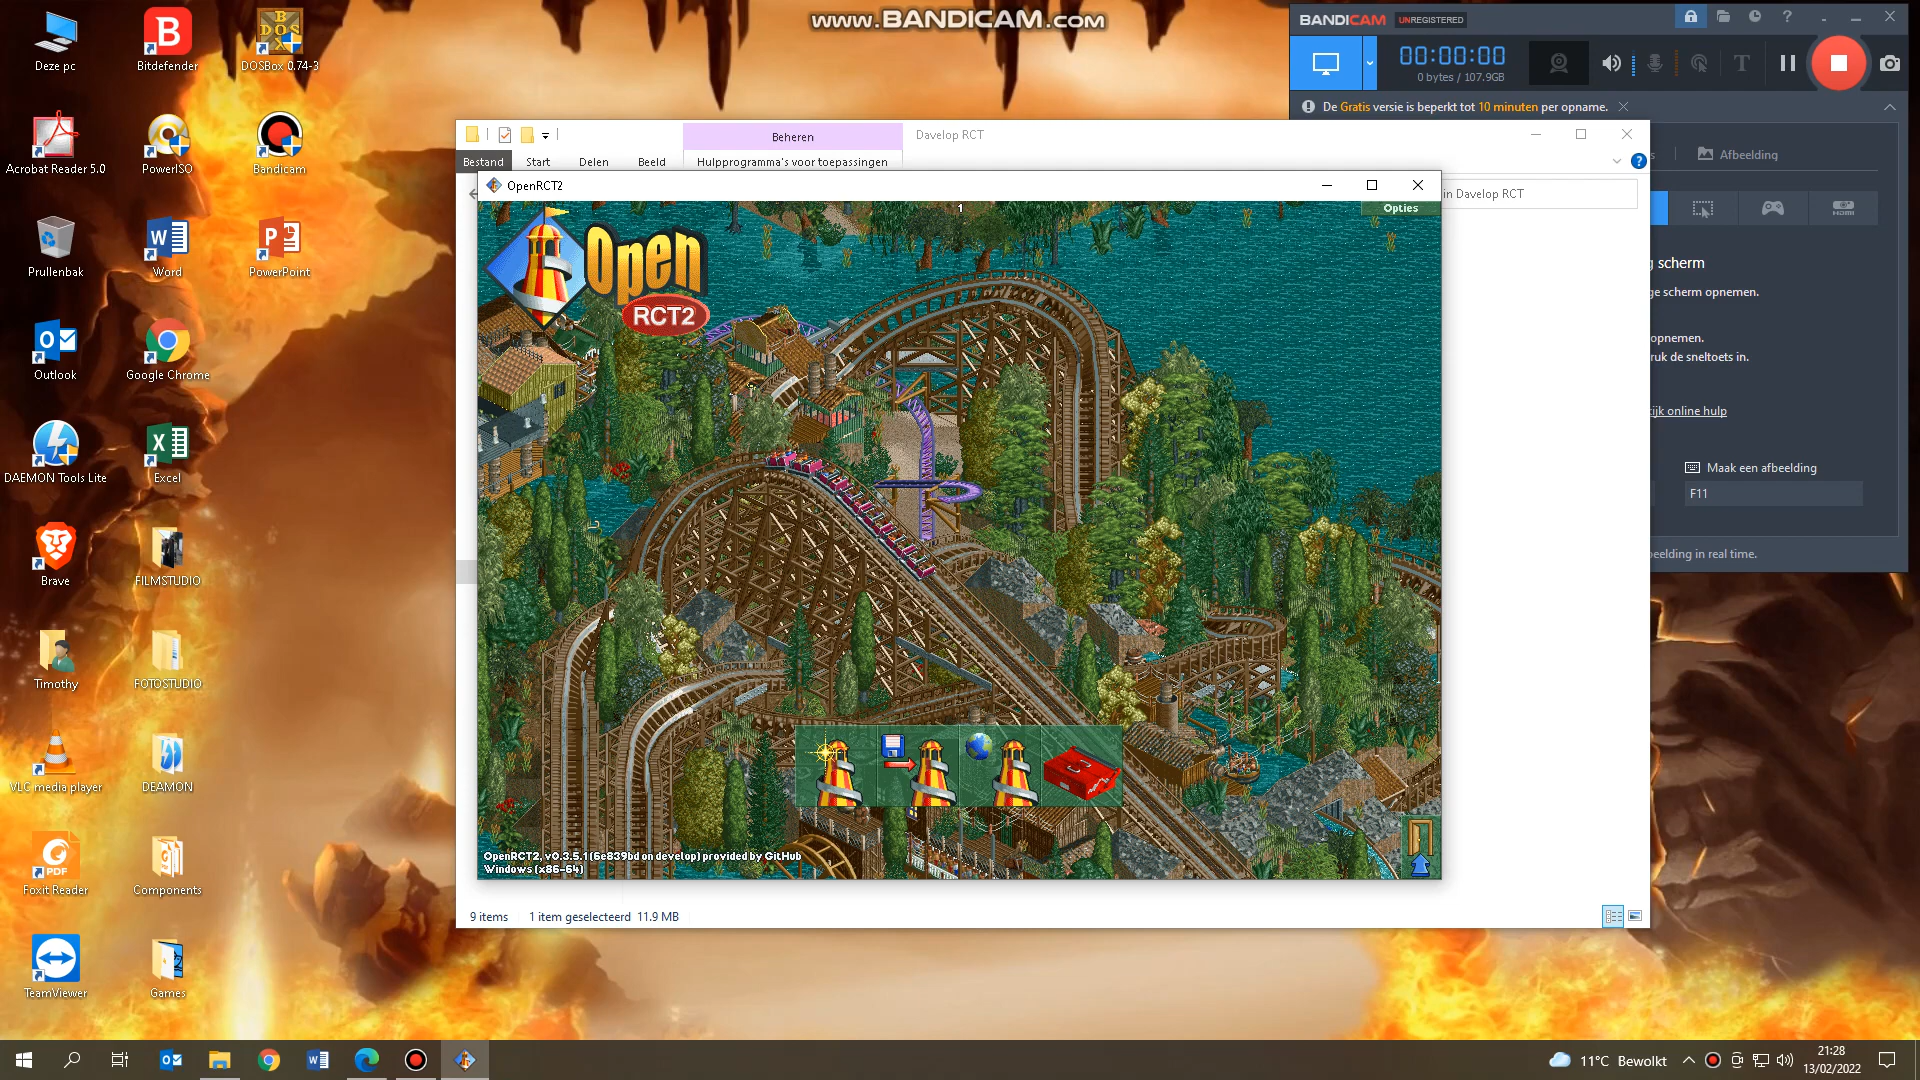 www.BANDICAM.com
Deze pc
Bitdefender
DOSBox 0.74-3
Acrobat Reader 5.0
PowerISO
Bandicam
Prullenbak
Word
PowerPoint
Outlook
Google Chrome
DAEMON Tools Lite
Excel
Brave
FILMSTUDIO
Timothy
FOTOSTUDIO
VLC media player
DEAMON
Foxit Reader
Components
TeamViewer
Games
BANDICAM UNREGISTERED
00:00:00
0 bytes / 107.9GB
De Gratis versie is beperkt tot 10 minuten per opname.
Afbeelding
scherm
ge scherm opnemen.
opnemen.
ruk de sneltoets in.
ijk online hulp
Maak een afbeelding
F11
eelding in real time.
Beheren
Davelop RCT
Bestand
Start
Delen
Beeld
Hulpprogramma's voor toepassingen
in Davelop RCT
OpenRCT2
1
Opties
Open
RCT2
OpenRCT2, v0.3.5.1 (6e839bd on develop) provided by GitHub
Windows (x86-64)
9 items
1 item geselecteerd 11.9 MB
11°C Bewolkt
21:28
13/02/2022